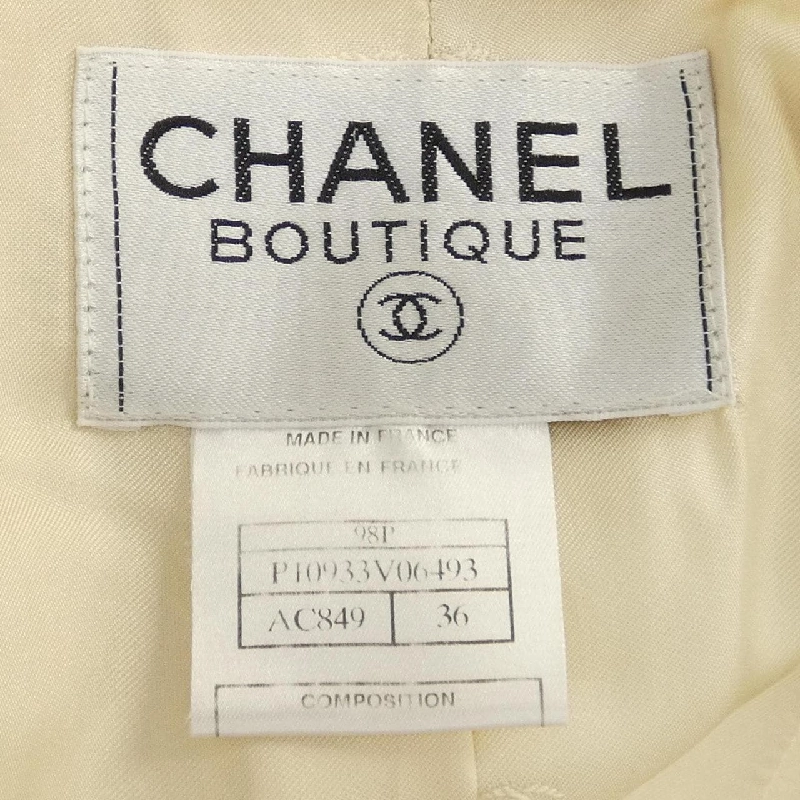 CHANEL
BOUTIQUE
MADE IN FRANCE
FABRIQUE EN FRANCE
98P
P10933V06493
AC849 36
COMPOSITION